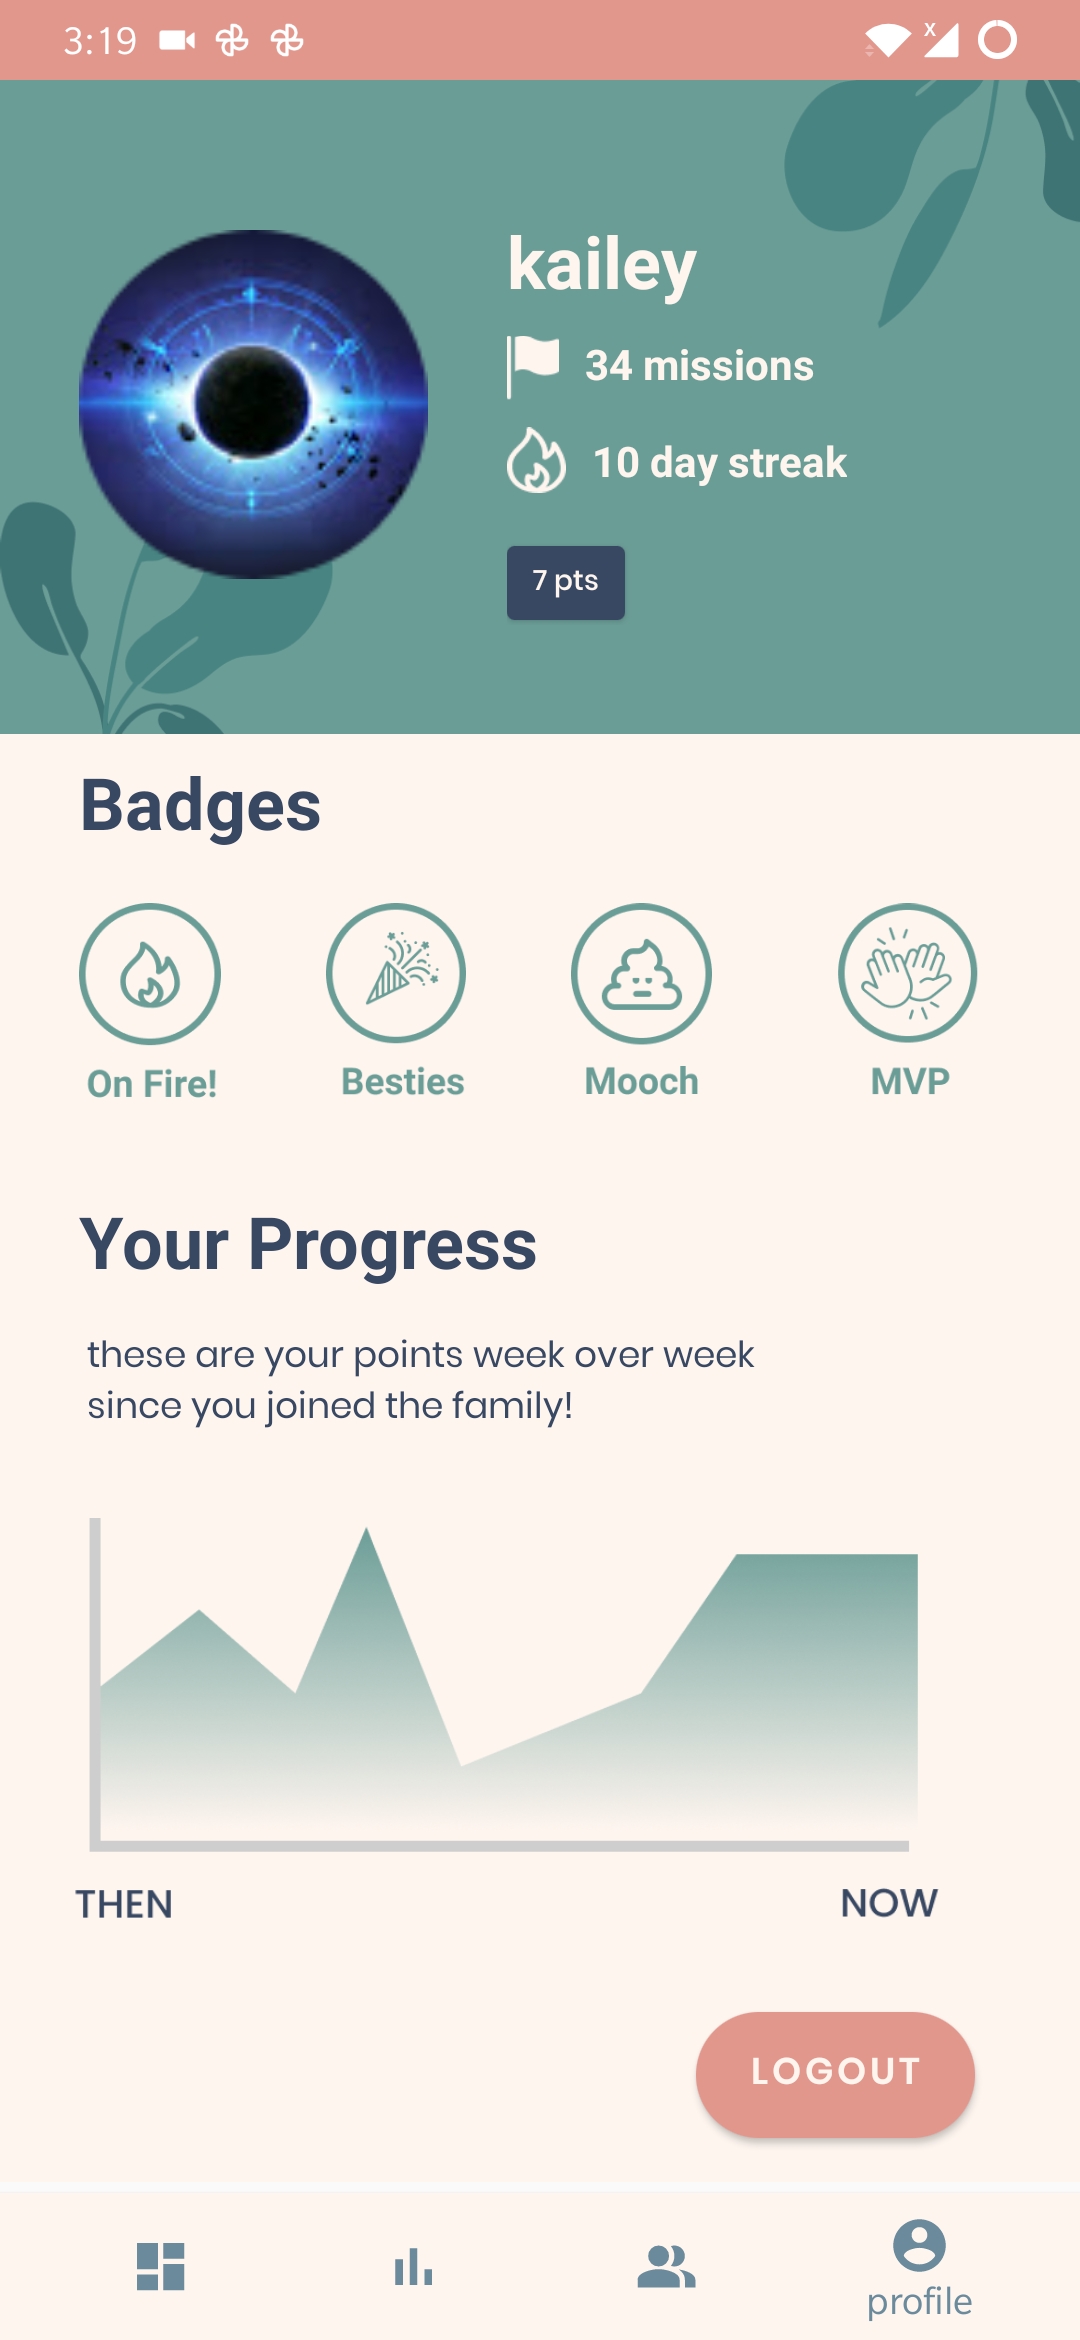 3:19
X
kailey
34 missions
10 day streak
7 pts
Badges
On Fire!
Besties
Mooch
MVP
Your Progress
these are your points week over week
since you joined the family!
THEN
NOW
LOGOUT
profile